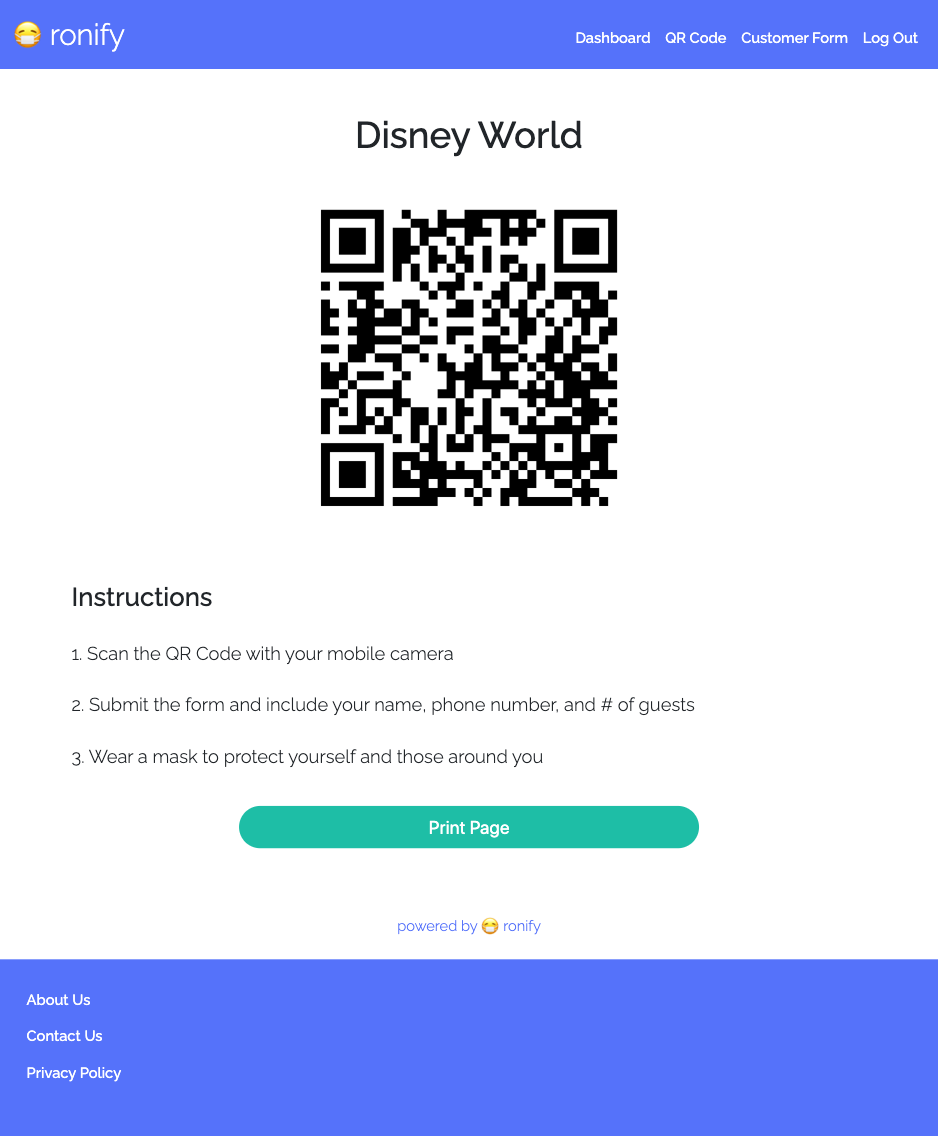 😷 ronify
Dashboard QR Code Customer Form Log Out
Disney World
Instructions
1. Scan the QR Code with your mobile camera
2. Submit the form and include your name, phone number, and # of guests
3. Wear a mask to protect yourself and those around you
Print Page
powered by 😷 ronify
About Us
Contact Us
Privacy Policy